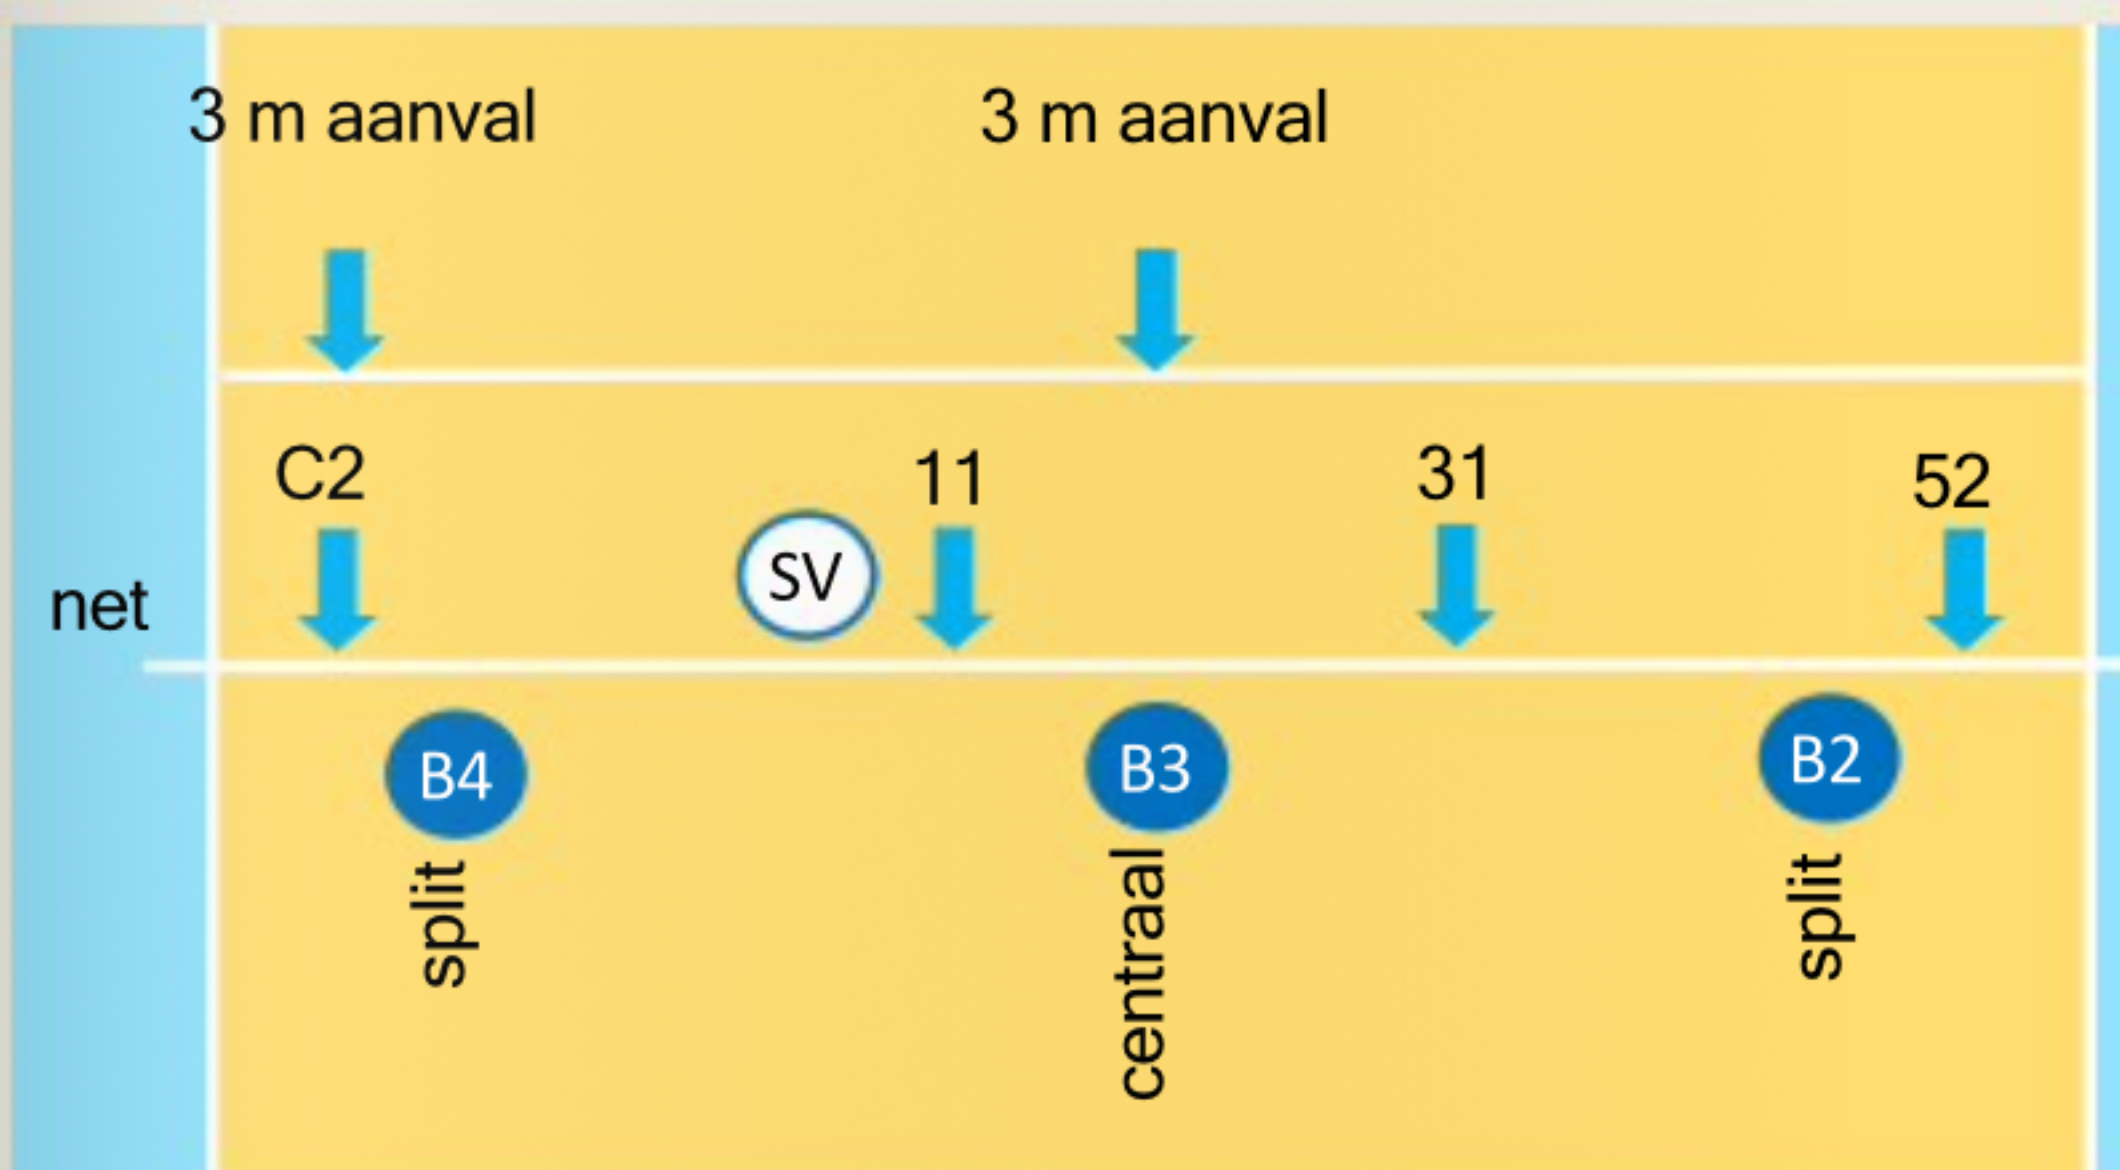 3 m aanval
3 m aanval
C2
11
31
52
SV
net
B4
B3
B2
split
centraal
split